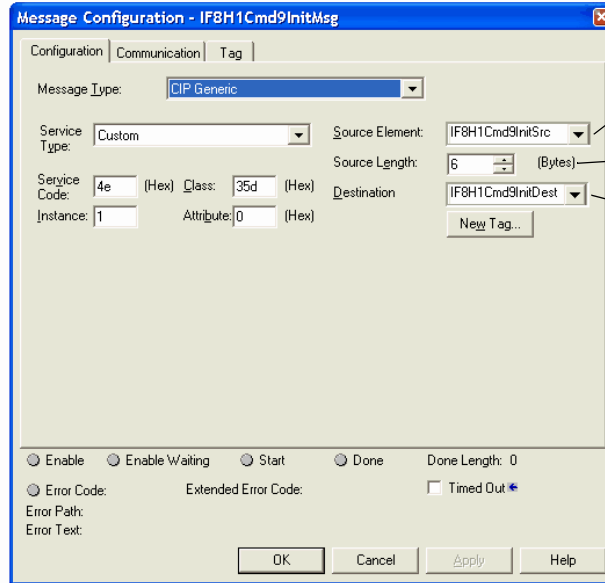 Message Configuration - IF8H1Cmd9InitMsg
Configuration Communication Tag
Message Type: CIP Generic
Service Type: Custom
Source Element: IF8H1Cmd9InitSrc
Source Length: 6 (Bytes)
Service Code: 4e (Hex) Class: 35d (Hex)
Destination IF8H1Cmd9InitDest
Instance: 1 Attribute: 0 (Hex)
New Tag...
Enable Enable Waiting Start Done Done Length: 0
Error Code: Extended Error Code: Timed Out
Error Path:
Error Text:
OK Cancel Apply Help